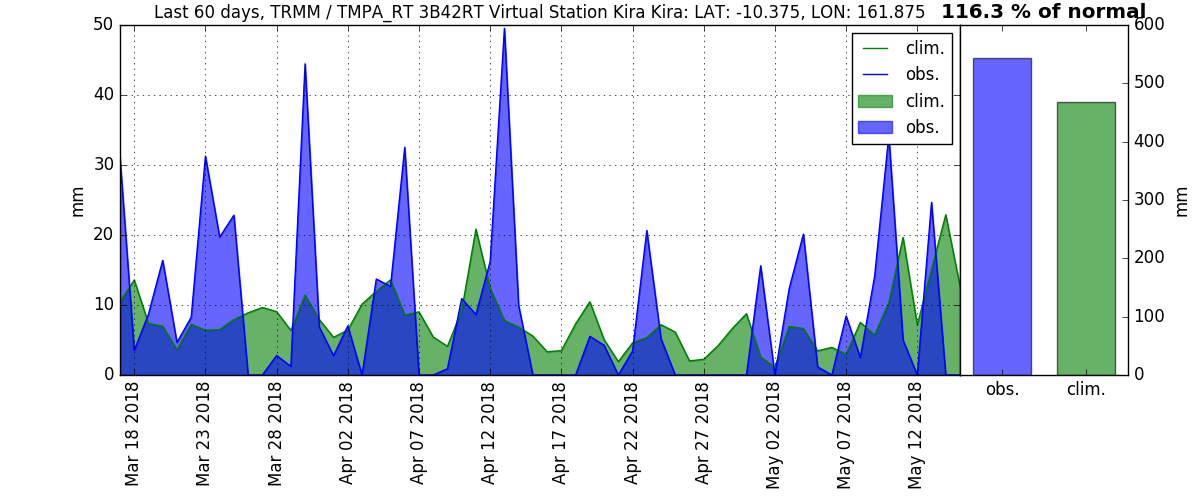 Last 60 days, TRMM / TMPA_RT 3B42RT Virtual Station Kira Kira: LAT: -10.375, LON: 161.875
116.3 % of normal
50
40
30
20
10
0
mm
clim.
obs.
clim.
obs.
Mar 18 2018
Mar 23 2018
Mar 28 2018
Apr 02 2018
Apr 07 2018
Apr 12 2018
Apr 17 2018
Apr 22 2018
Apr 27 2018
May 02 2018
May 07 2018
May 12 2018
600
500
400
300
200
100
0
mm
obs.
clim.